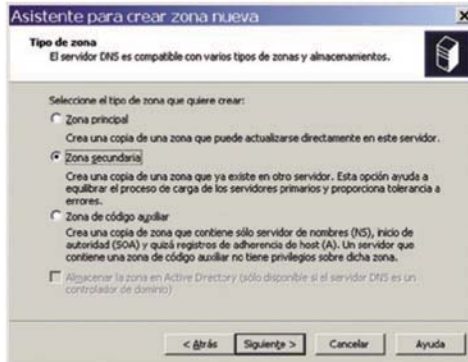 Asistente para crear zona nueva
Tipo de zona
El servidor DNS es compatible con varios tipos de zonas y almacenamientos.
Seleccione el tipo de zona que quiere crear:
Zona principal
Crea una copia de una zona que puede actualizarse directamente en este servidor.
Zona secundaria
Crea una copia de una zona que ya existe en otro servidor. Esta opción ayuda a
equilibrar el proceso de carga de los servidores primarios y proporciona tolerancia a
errores.
Zona de código auxiliar
Crea una copia de zona que contiene sólo servidor de nombres (NS), inicio de
autoridad (SOA) y quizá registros de adherencia de host (A). Un servidor que
contiene una zona de código auxiliar no tiene privilegios sobre dicha zona.
Almacenar la zona en Active Directory (sólo disponible si el servidor DNS es un
controlador de dominio)
< Atrás Siguiente > Cancelar Ayuda